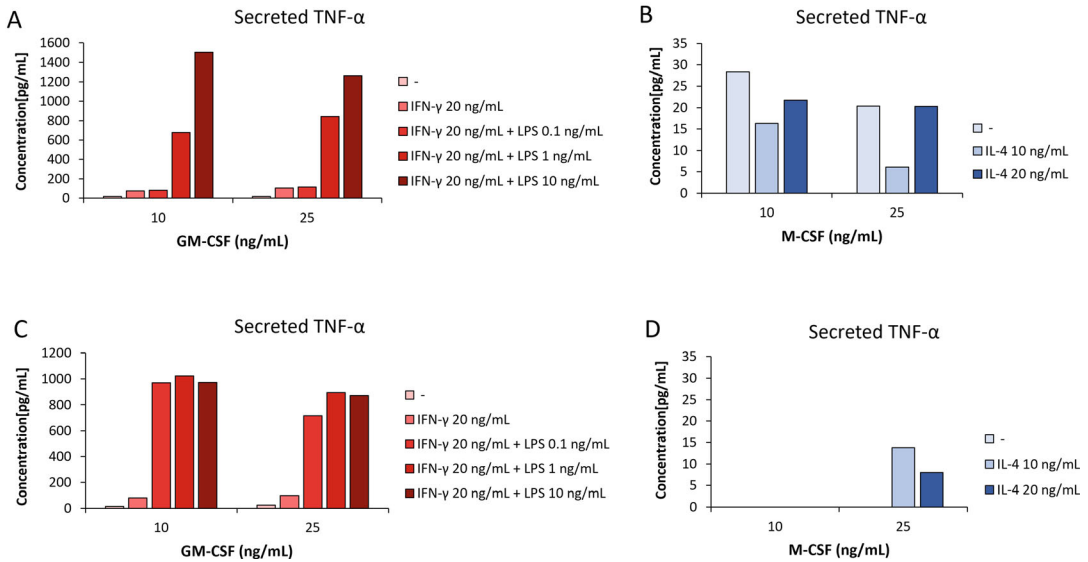 A
Secreted TNF-α
Concentration[pg/mL]
1600
1400
1200
1000
800
600
400
200
0
10
25
GM-CSF (ng/mL)
-
IFN-γ 20 ng/mL
IFN-γ 20 ng/mL + LPS 0.1 ng/mL
IFN-γ 20 ng/mL + LPS 1 ng/mL
IFN-γ 20 ng/mL + LPS 10 ng/mL
B
Secreted TNF-α
Concentration[pg/mL]
35
30
25
20
15
10
5
0
10
25
M-CSF (ng/mL)
-
IL-4 10 ng/mL
IL-4 20 ng/mL
C
Secreted TNF-α
Concentration[pg/mL]
1200
1000
800
600
400
200
0
10
25
GM-CSF (ng/mL)
-
IFN-γ 20 ng/mL
IFN-γ 20 ng/mL + LPS 0.1 ng/mL
IFN-γ 20 ng/mL + LPS 1 ng/mL
IFN-γ 20 ng/mL + LPS 10 ng/mL
D
Secreted TNF-α
Concentration[pg/mL]
35
30
25
20
15
10
5
0
10
25
M-CSF (ng/mL)
-
IL-4 10 ng/mL
IL-4 20 ng/mL